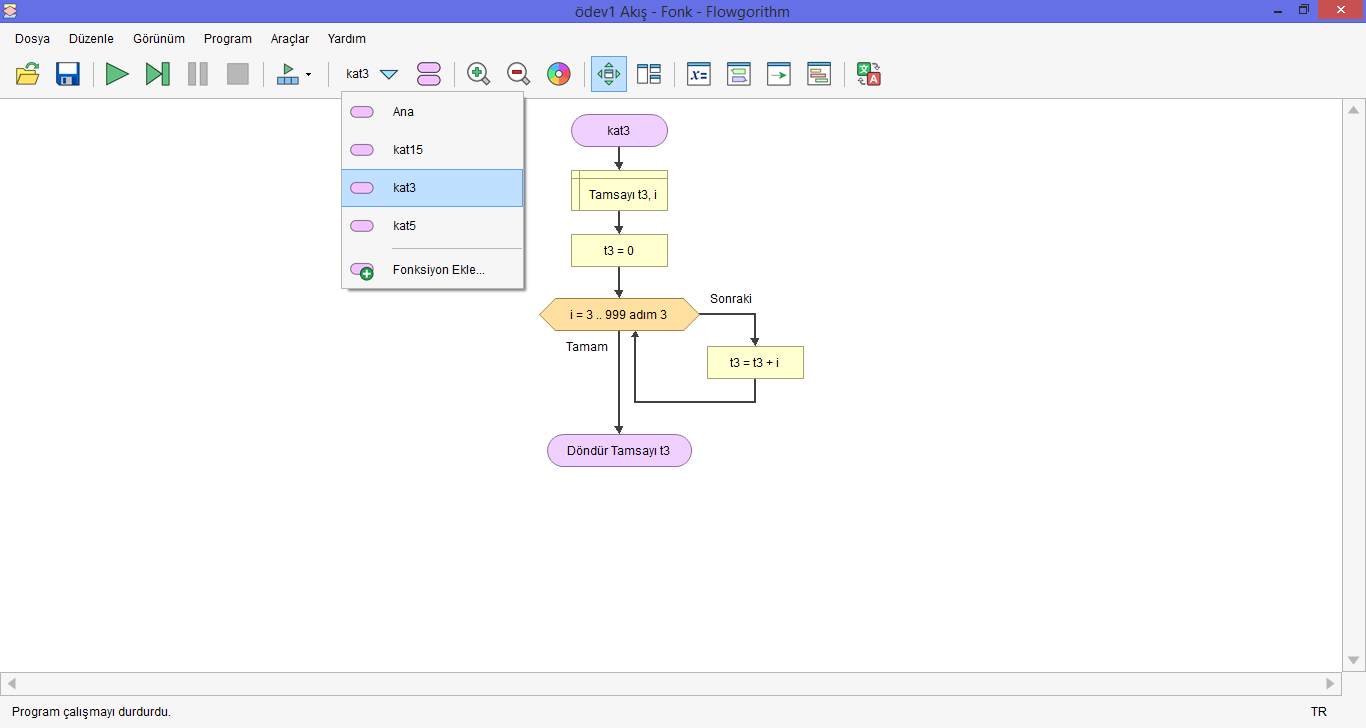 ödev1 Akış - Fonk - Flowgorithm
Dosya Düzenle Görünüm Program Araçlar Yardım
kat3
x=
文
A
Ana
kat15
kat3
kat5
Fonksiyon Ekle...
kat3
Tamsayı t3, i
t3 = 0
i = 3 .. 999 adım 3
Sonraki
Tamam
t3 = t3 + i
Döndür Tamsayı t3
Program çalışmayı durdurdu.
TR